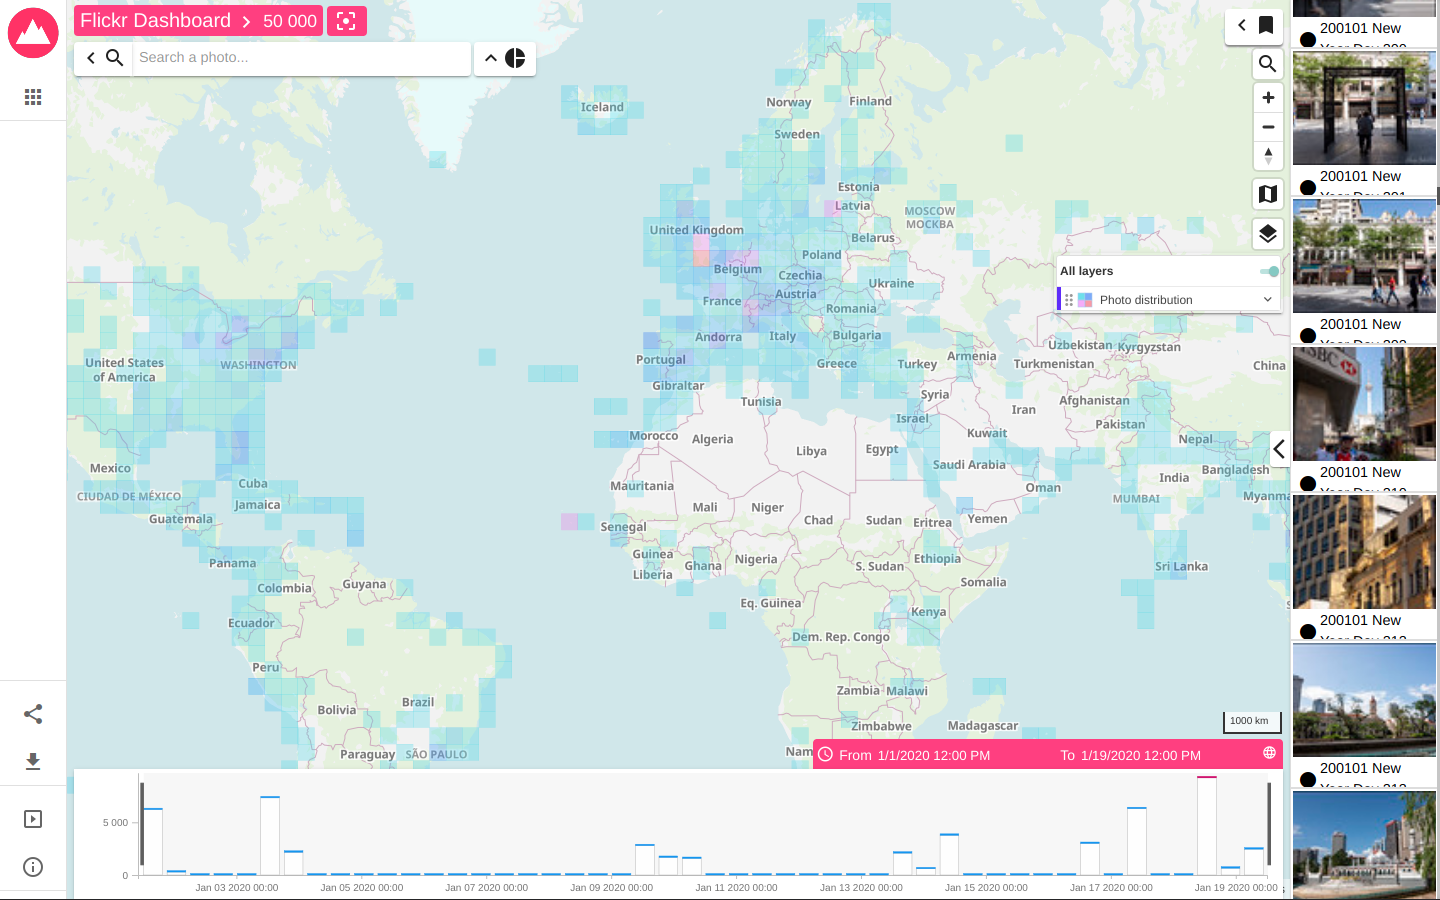 Flickr Dashboard
50 000
Search a photo...
200101 New
200101 New
200101 New
200101 New
200101 New
200101 New
All layers
Photo distribution
Iceland
Norway
Finland
Sweden
Estonia
Latvia
MOSCOW
МОСКВА
United Kingdom
Belarus
Poland
Belgium
Czechia
Ukraine
Austria
France
Romania
Andorra
Italy
Bulgaria
Portugal
Greece
Turkey
Armenia
Uzbekistan
Kyrgyzstan
Turkmenistan
China
Gibraltar
Tunisia
Syria
Afghanistan
Iran
Israel
Pakistan
Morocco
Algeria
Libya
Egypt
Kuwait
Nepal
Saudi Arabia
Bangladesh
India
Oman
MUMBAI
Myanma
Mauritania
Mali
Niger
Chad
Sudan
Eritrea
Yemen
Senegal
Guinea
Ghana
Nigeria
Liberia
S. Sudan
Ethiopia
Sri Lanka
Somalia
Eq. Guinea
Kenya
Dem. Rep. Congo
Zambia
Malawi
Zimbabwe
Madagascar
Nam
United States
of America
WASHINGTON
Mexico
CIUDAD DE MÉXICO
Cuba
Jamaica
Guatemala
Panama
Colombia
Guyana
Ecuador
Peru
Brazil
Bolivia
Paraguay
SÃO PAULO
1000 km
From 1/1/2020 12:00 PM
To 1/19/2020 12:00 PM
5 000
0
Jan 03 2020 00:00
Jan 05 2020 00:00
Jan 07 2020 00:00
Jan 09 2020 00:00
Jan 11 2020 00:00
Jan 13 2020 00:00
Jan 15 2020 00:00
Jan 17 2020 00:00
Jan 19 2020 00:00